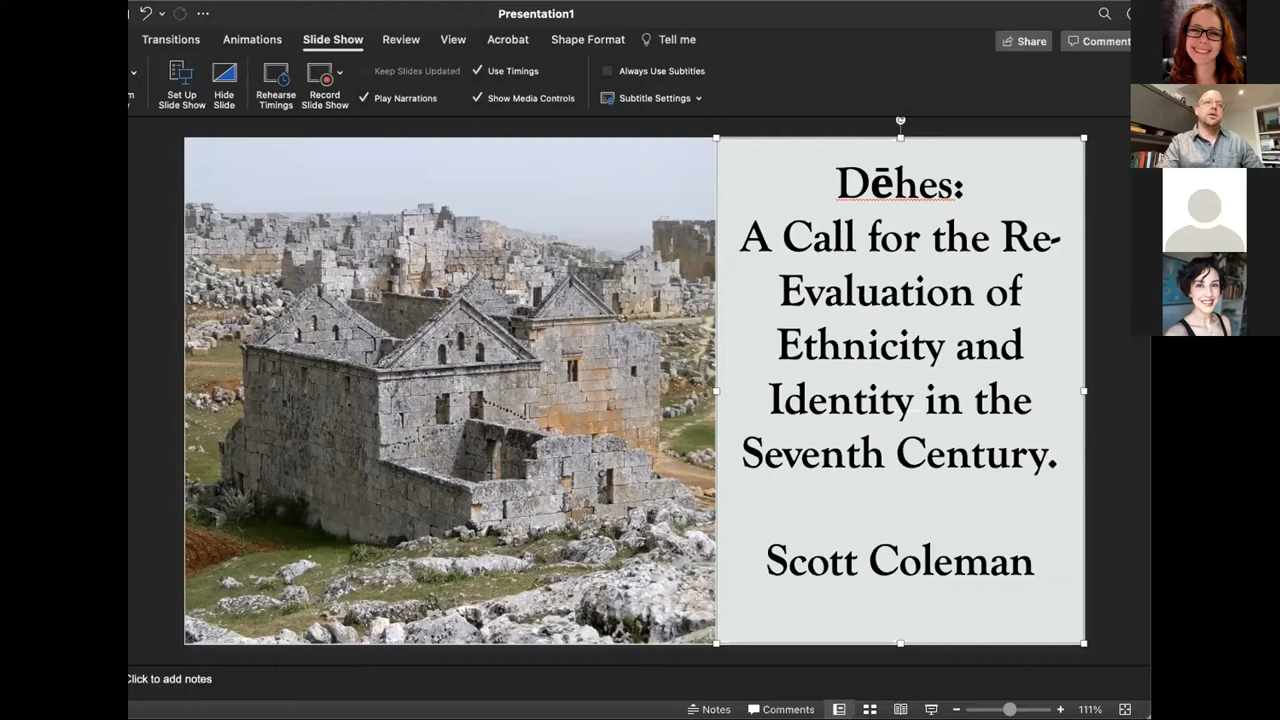 Presentation1
Transitions Animations Slide Show Review View Acrobat Shape Format Tell me
Share Comment
Set Up
Slide Show
Hide
Slide
Rehearse
Timings
Record
Slide Show
Keep Slides Updated
Play Narrations
Use Timings
Show Media Controls
Always Use Subtitles
Subtitle Settings
Dēhes:
A Call for the Re-
Evaluation of
Ethnicity and
Identity in the
Seventh Century.
Scott Coleman
Click to add notes
Notes Comments 111%